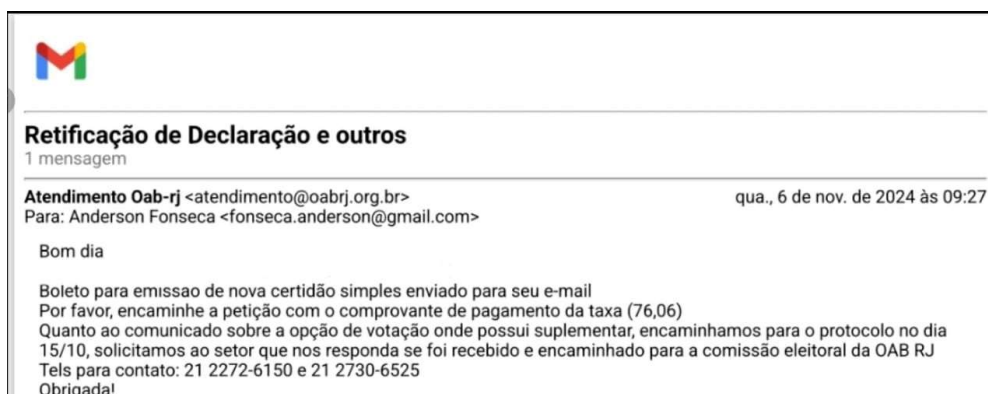 Retificação de Declaração e outros
1 mensagem
Atendimento Oab-rj <atendimento@oabrj.org.br> qua., 6 de nov. de 2024 às 09:27
Para: Anderson Fonseca <fonseca.anderson@gmail.com>
Bom dia
Boleto para emissao de nova certidão simples enviado para seu e-mail
Por favor, encaminhe a petição com o comprovante de pagamento da taxa (76,06)
Quanto ao comunicado sobre a opção de votação onde possui suplementar, encaminhamos para o protocolo no dia
15/10, solicitamos ao setor que nos responda se foi recebido e encaminhado para a comissão eleitoral da OAB RJ
Tels para contato: 21 2272-6150 e 21 2730-6525
Obrigada!